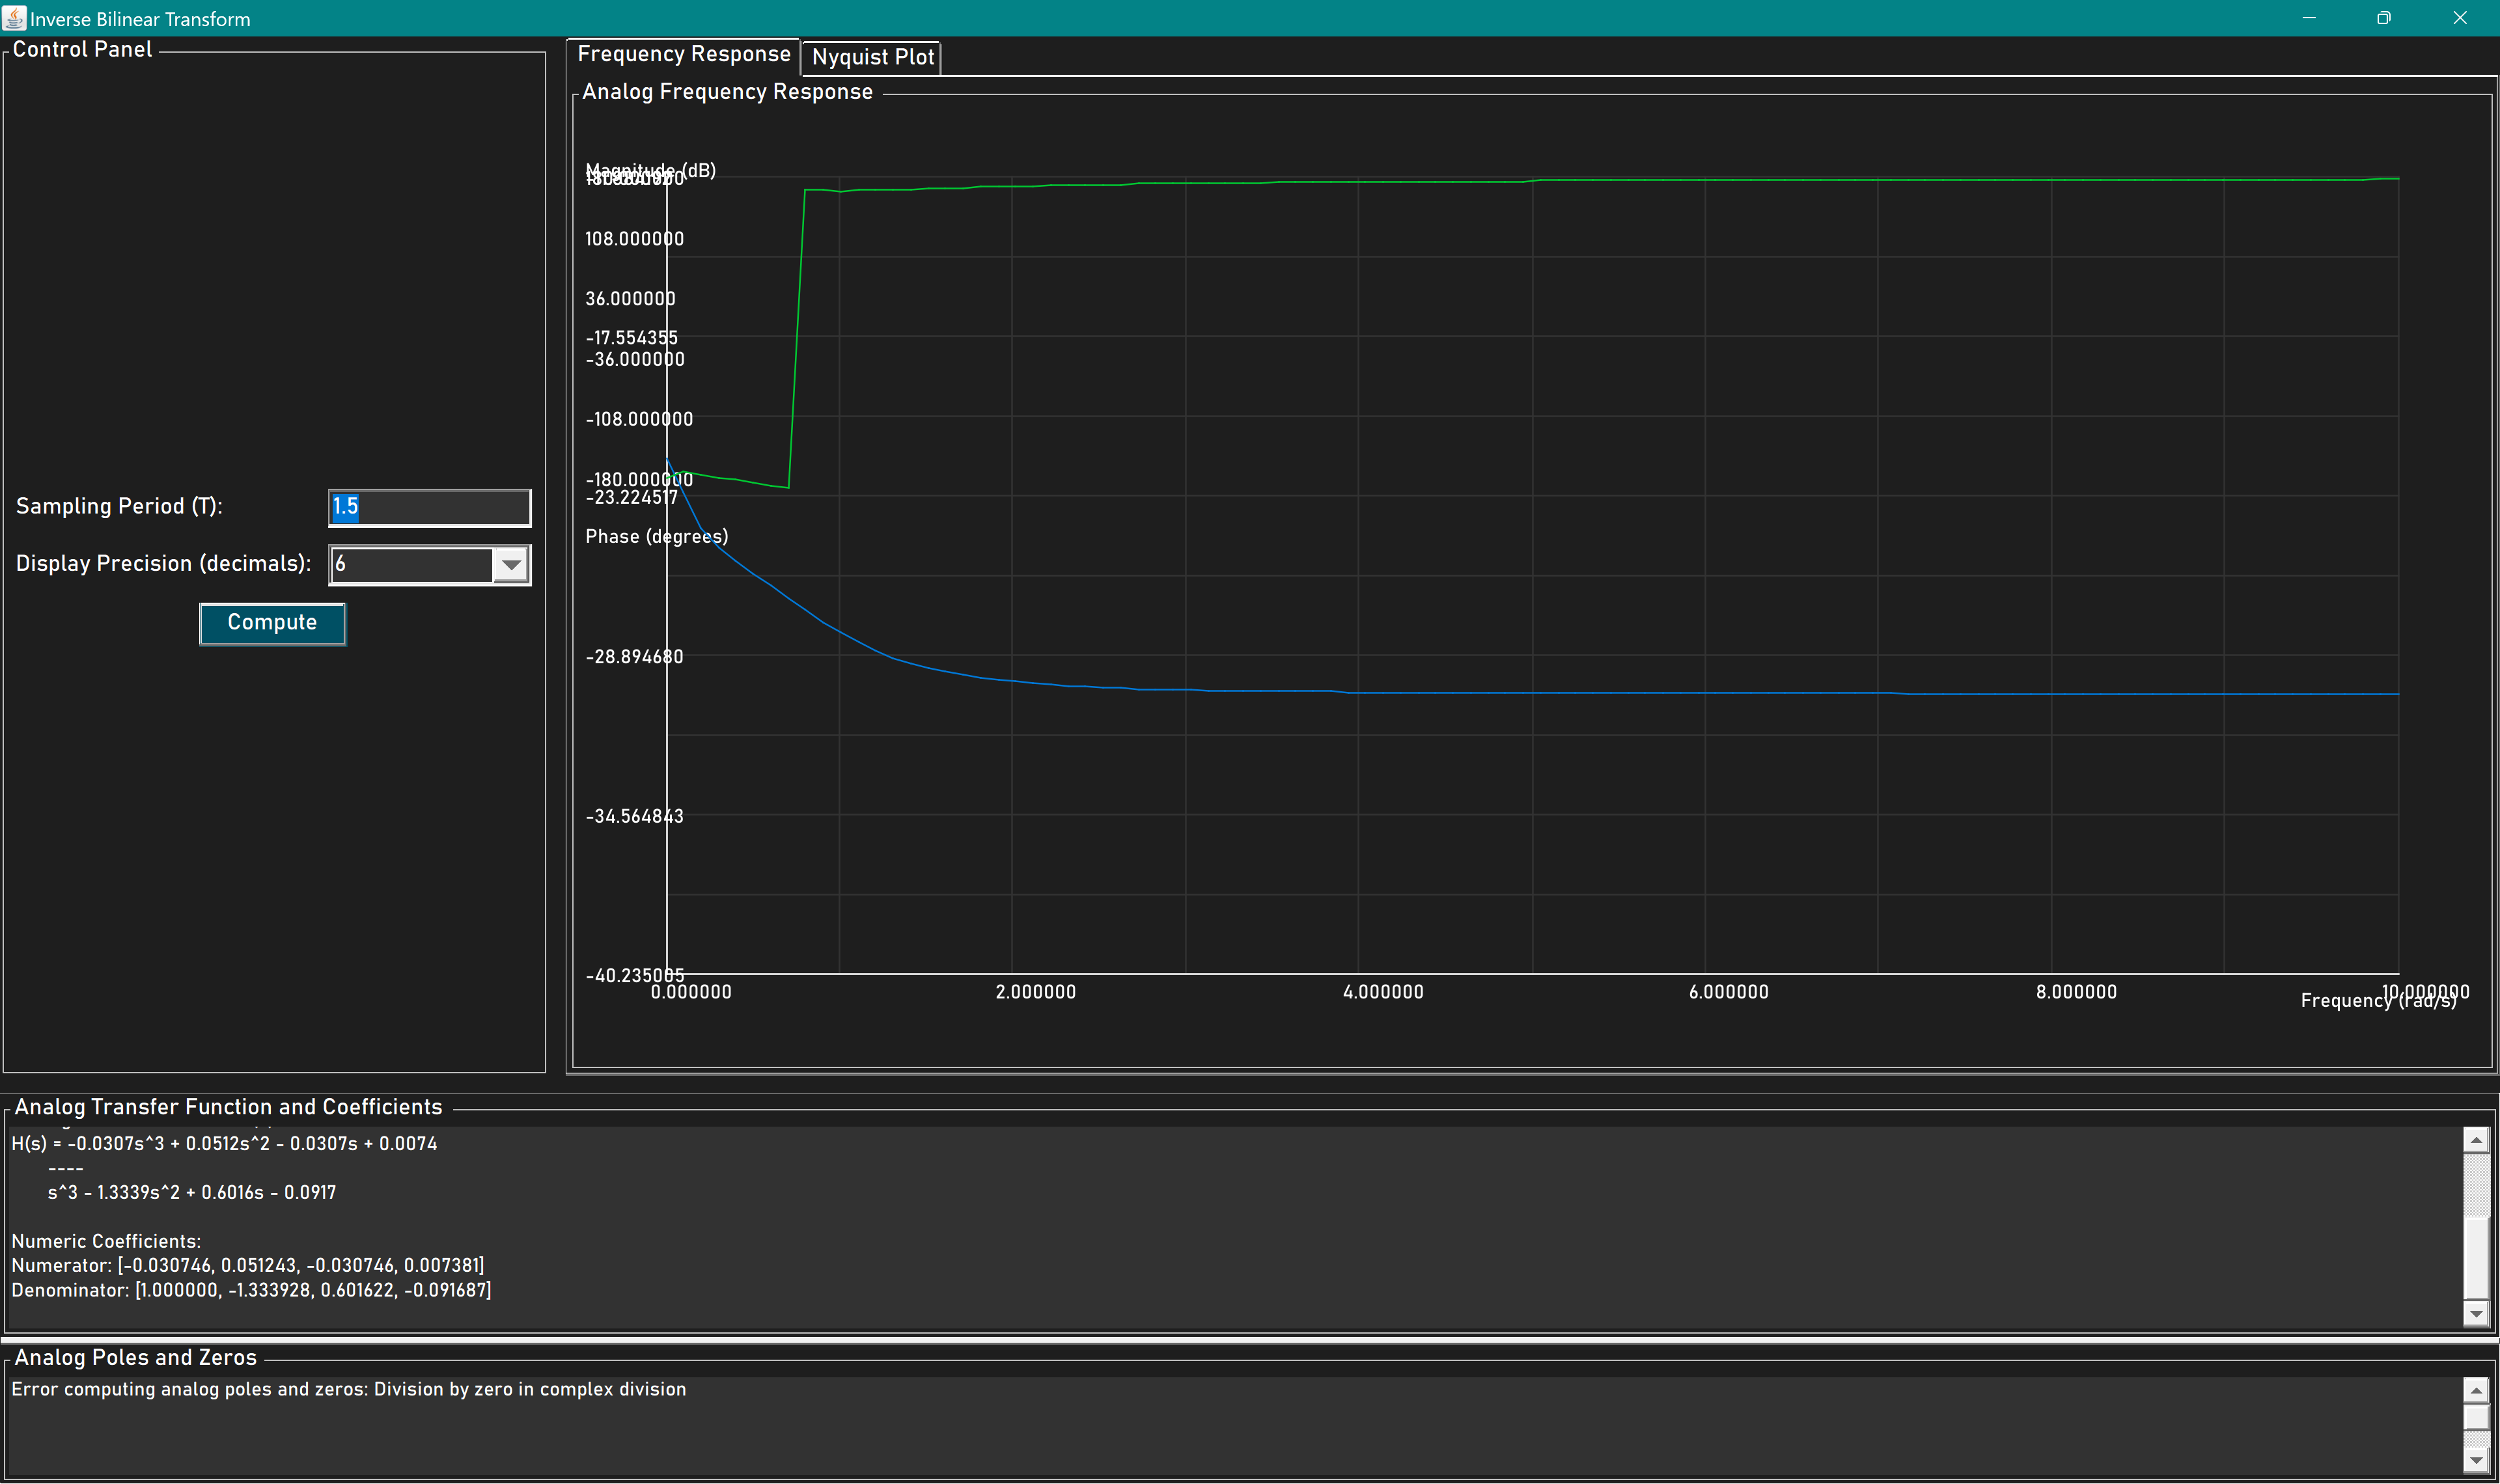 Inverse Bilinear Transform
Control Panel
Sampling Period (T):
1.5
Display Precision (decimals):
6
Compute
Frequency Response
Nyquist Plot
Analog Frequency Response
Magnitude (dB)
108.000000
36.000000
-17.554355
-36.000000
-108.000000
-180.000000
-23.224517
Phase (degrees)
-28.894680
-34.564843
-40.235005
0.000000
2.000000
4.000000
6.000000
8.000000
10.000000
Frequency (rad/s)
Analog Transfer Function and Coefficients
H(s) = -0.0307s^3 + 0.0512s^2 - 0.0307s + 0.0074
----
s^3 - 1.3339s^2 + 0.6016s - 0.0917
Numeric Coefficients:
Numerator: [-0.030746, 0.051243, -0.030746, 0.007381]
Denominator: [1.000000, -1.333928, 0.601622, -0.091687]
Analog Poles and Zeros
Error computing analog poles and zeros: Division by zero in complex division